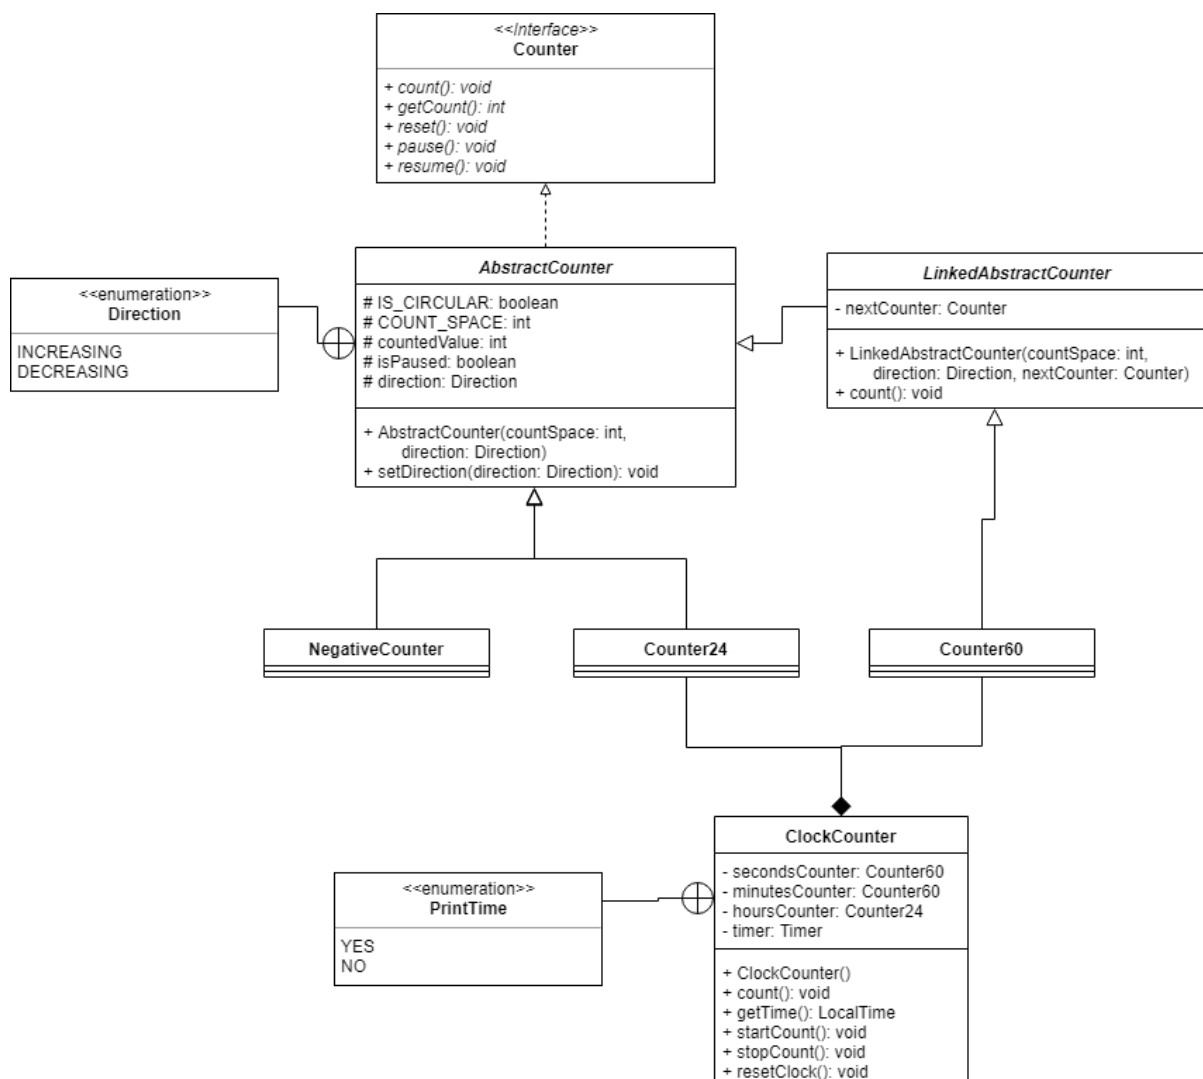 <<Interface>>
Counter
+ count(): void
+ getCount(): int
+ reset(): void
+ pause(): void
+ resume(): void
<<enumeration>>
Direction
INCREASING
DECREASING
AbstractCounter
# IS_CIRCULAR: boolean
# COUNT_SPACE: int
# countedValue: int
# isPaused: boolean
# direction: Direction
+ AbstractCounter(countSpace: int,
direction: Direction)
+ setDirection(direction: Direction): void
LinkedAbstractCounter
- nextCounter: Counter
+ LinkedAbstractCounter(countSpace: int,
direction: Direction, nextCounter: Counter)
+ count(): void
NegativeCounter
Counter24
Counter60
<<enumeration>>
PrintTime
YES
NO
ClockCounter
- secondsCounter: Counter60
- minutesCounter: Counter60
- hoursCounter: Counter24
- timer: Timer
+ ClockCounter()
+ count(): void
+ getTime(): LocalTime
+ startCount(): void
+ stopCount(): void
+ resetClock(): void